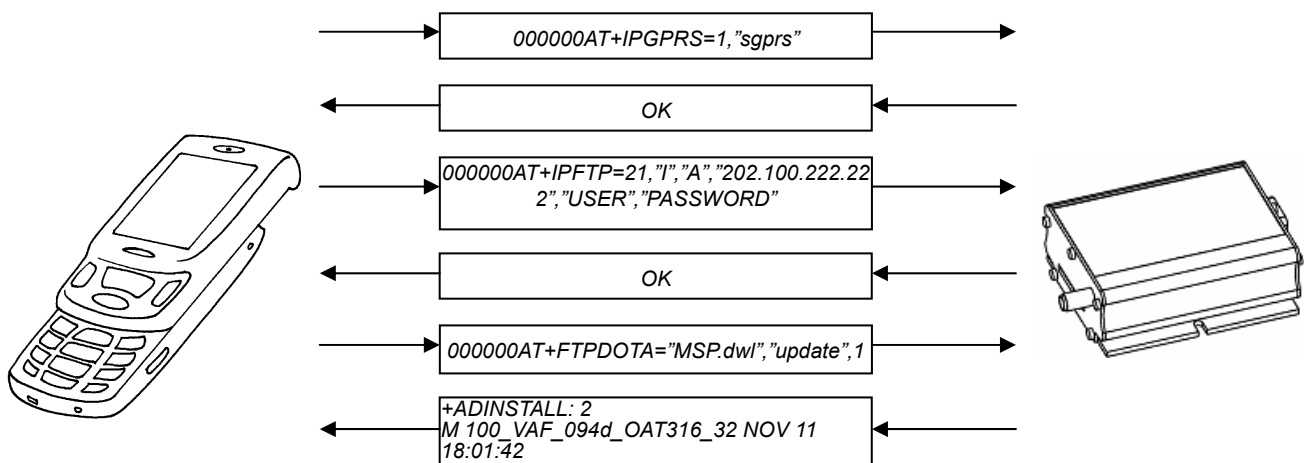 000000AT+IPGPRS=1,”sgprs”
OK
000000AT+IPFTP=21,”I”,”A”,”202.100.222.22
2”,”USER”,”PASSWORD”
OK
000000AT+FTPDOTA=”MSP.dwl”,”update”,1
+ADINSTALL: 2
M 100_VAF_094d_OAT316_32 NOV 11
18:01:42